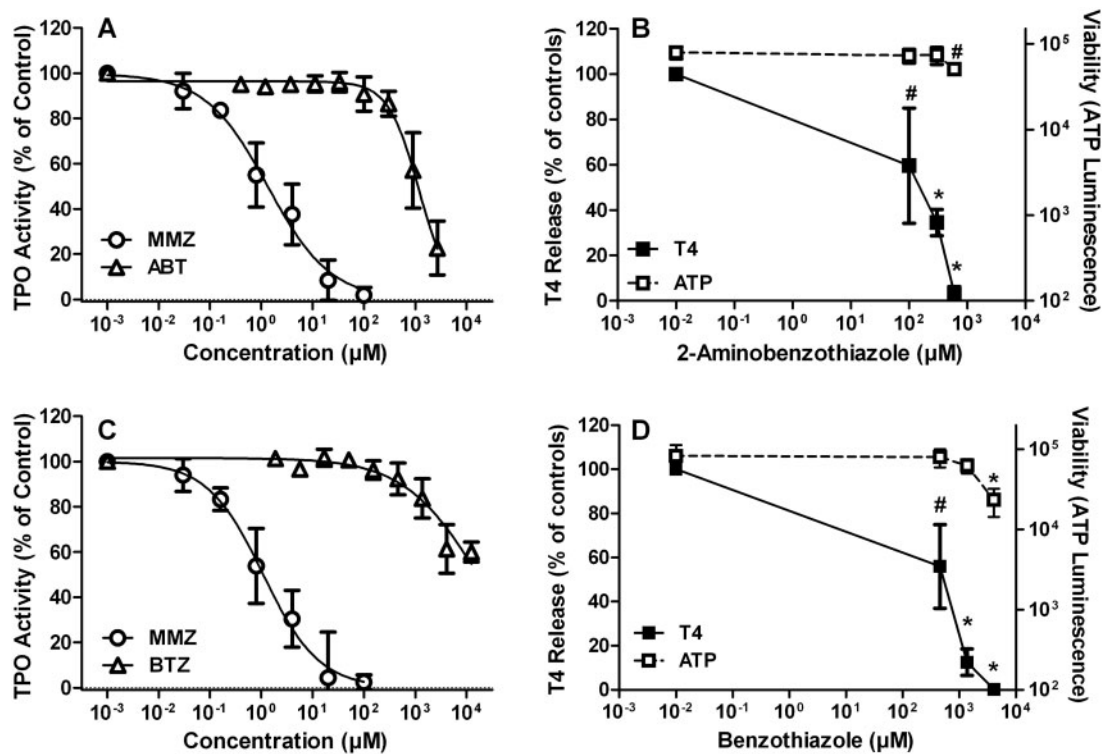 A
TPO Activity (% of Control)
120
100
80
60
40
20
0
MMZ
ABT
10⁻³ 10⁻² 10⁻¹ 10⁰ 10¹ 10² 10³ 10⁴
Concentration (µM)
B
T4 Release (% of controls)
120
100
80
60
40
20
0
#
#
*
*
T4
ATP
10⁵
10⁴
10³
10²
Viability (ATP Luminescence)
10⁻³ 10⁻² 10⁻¹ 10⁰ 10¹ 10² 10³ 10⁴
2-Aminobenzothiazole (µM)
C
TPO Activity (% of Control)
120
100
80
60
40
20
0
MMZ
BTZ
10⁻³ 10⁻² 10⁻¹ 10⁰ 10¹ 10² 10³ 10⁴
Concentration (µM)
D
T4 Release (% of controls)
120
100
80
60
40
20
0
#
*
*
*
T4
ATP
10⁵
10⁴
10³
10²
Viability (ATP Luminescence)
10⁻³ 10⁻² 10⁻¹ 10⁰ 10¹ 10² 10³ 10⁴
Benzothiazole (µM)